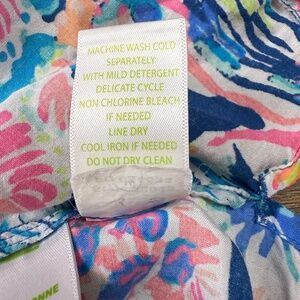 MACHINE WASH COLD
SEPARATELY
WITH MILD DETERGENT
DELICATE CYCLE
NON CHLORINE BLEACH
IF NEEDED
LINE DRY
COOL IRON IF NEEDED
DO NOT DRY CLEAN
ONNE